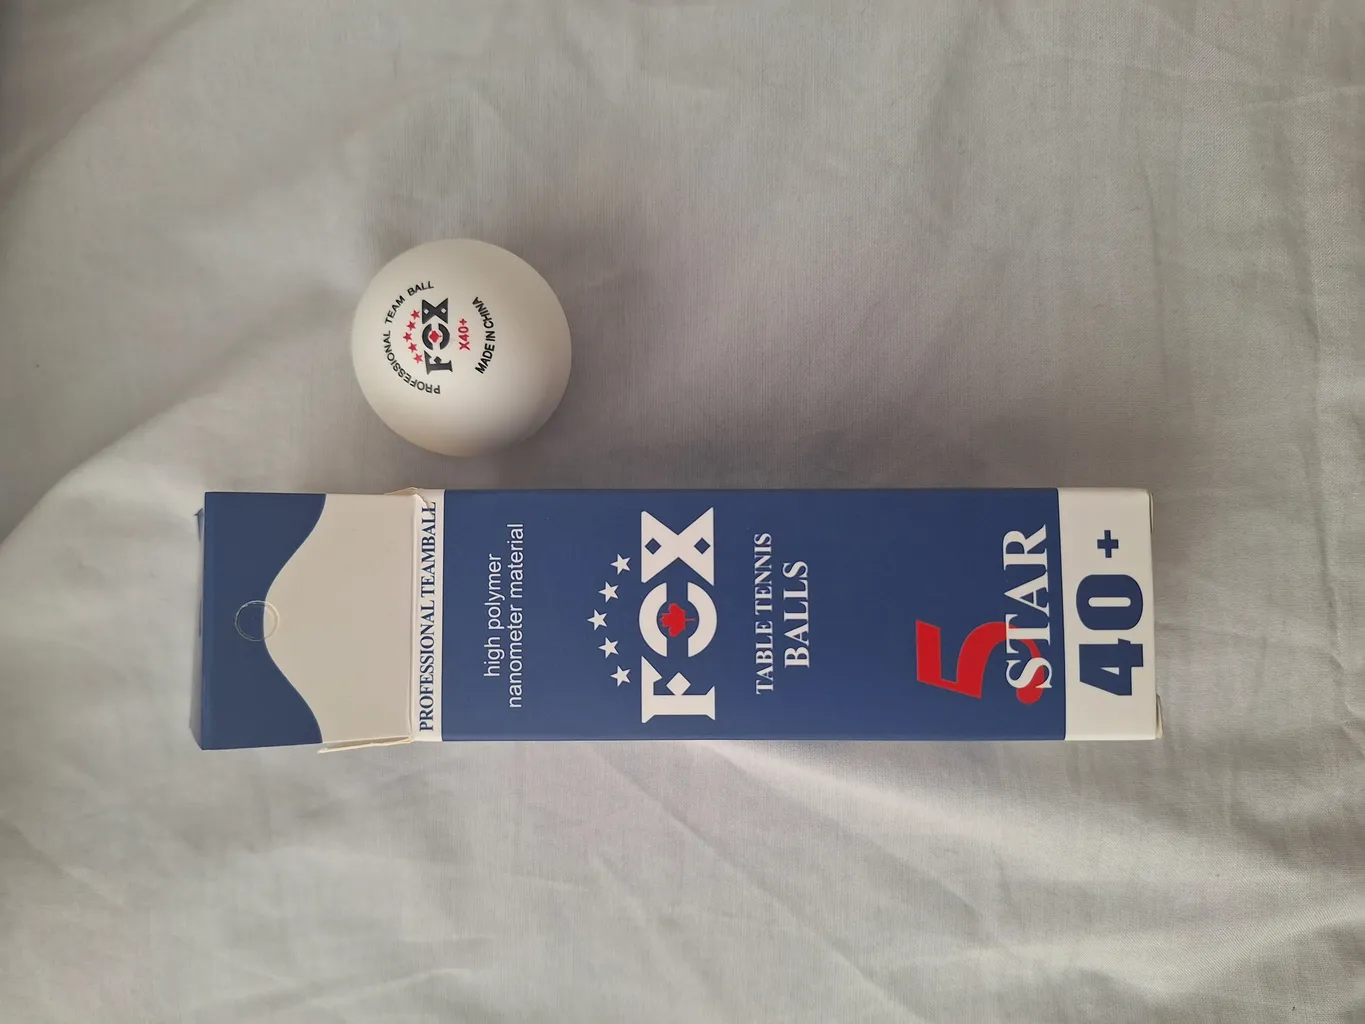 PROFESSIONAL TEAM BALL
FOX
X40+
MADE IN CHINA
PROFESSIONAL TEAMBALL
high polymer
nanometer material
FOX
TABLE TENNIS
BALLS
5
STAR
40+